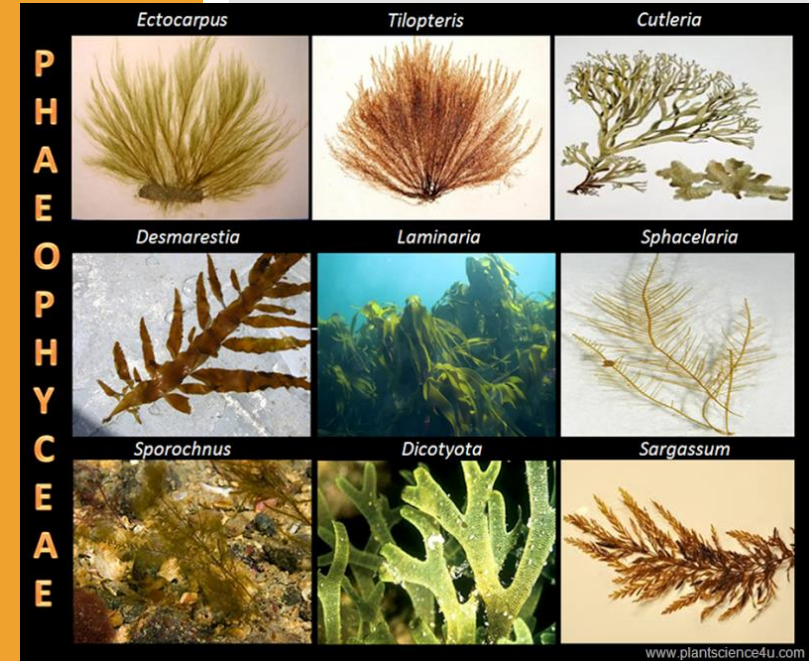 Ectocarpus
Tilopteris
Cutleria
PHAEOPHYCEAE
Desmarestia
Laminaria
Sphacelaria
Sporochnus
Dicotyota
Sargassum
www.plantscience4u.com